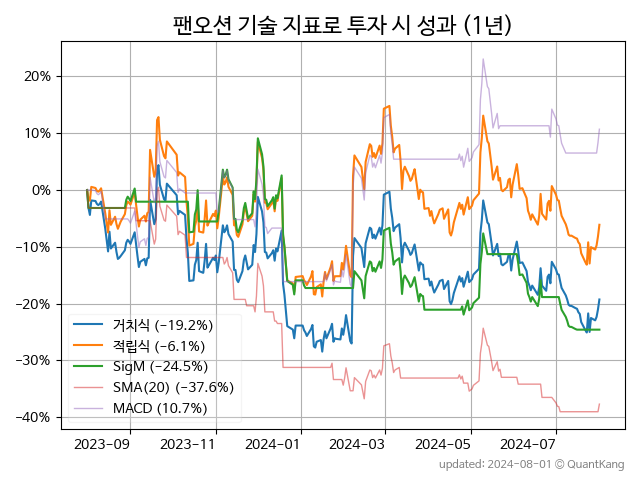 팬오션 기술 지표로 투자 시 성과 (1년)
20%
10%
0%
−10%
−20%
−30%
−40%
거치식 (−19.2%)
적립식 (−6.1%)
SigM (−24.5%)
SMA(20) (−37.6%)
MACD (10.7%)
2023-09
2023-11
2024-01
2024-03
2024-05
2024-07
updated: 2024-08-01 © QuantKang